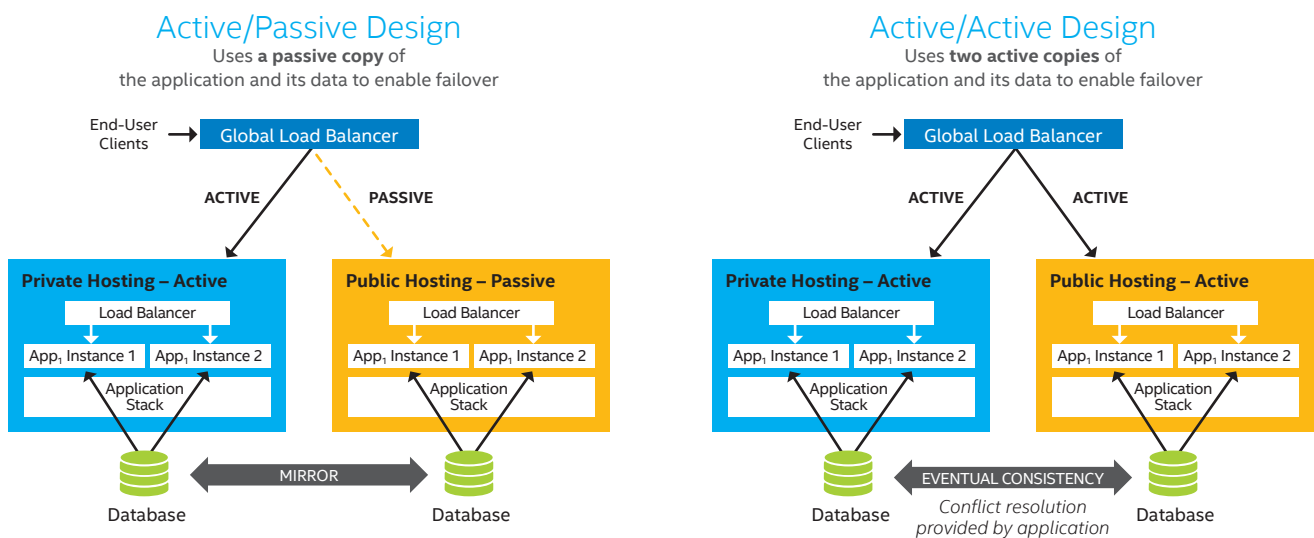 Active/Passive Design
Uses a passive copy of
the application and its data to enable failover
End-User
Clients
Global Load Balancer
ACTIVE
PASSIVE
Private Hosting – Active
Load Balancer
App₁ Instance 1
App₁ Instance 2
Application
Stack
Public Hosting – Passive
Load Balancer
App₁ Instance 1
App₁ Instance 2
Application
Stack
MIRROR
Database
Database
Active/Active Design
Uses two active copies of
the application and its data to enable failover
End-User
Clients
Global Load Balancer
ACTIVE
ACTIVE
Private Hosting – Active
Load Balancer
App₁ Instance 1
App₁ Instance 2
Application
Stack
Public Hosting – Active
Load Balancer
App₁ Instance 1
App₁ Instance 2
Application
Stack
EVENTUAL CONSISTENCY
Conflict resolution
provided by application
Database
Database